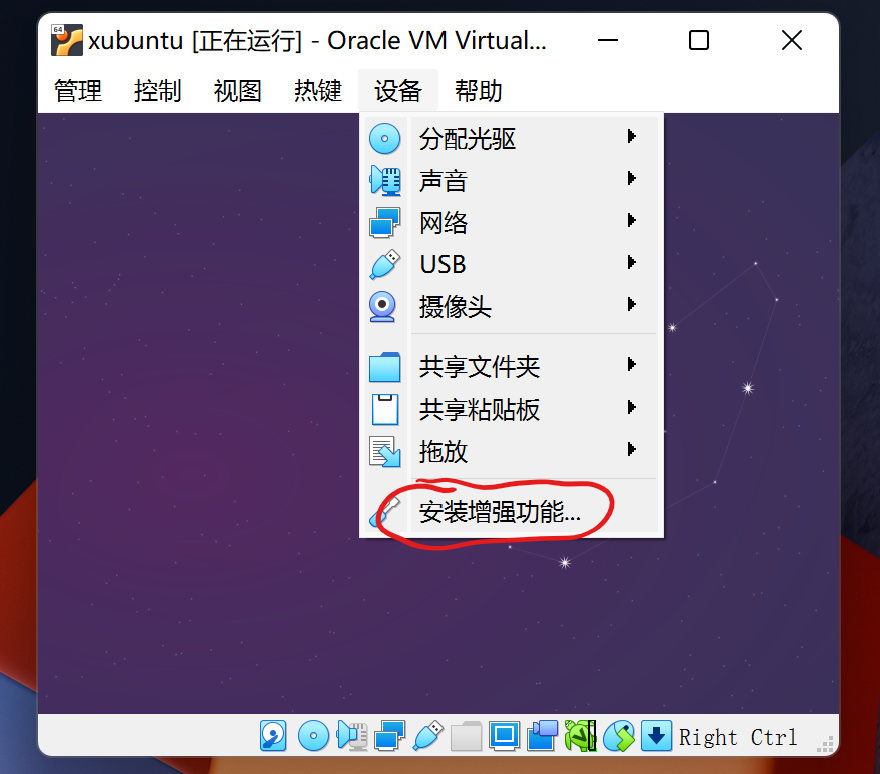 64
xubuntu [正在运行] - Oracle VM Virtual...
管理 控制 视图 热键 设备 帮助
分配光驱
声音
网络
USB
摄像头
共享文件夹
共享粘贴板
拖放
安装增强功能...
Right Ctrl